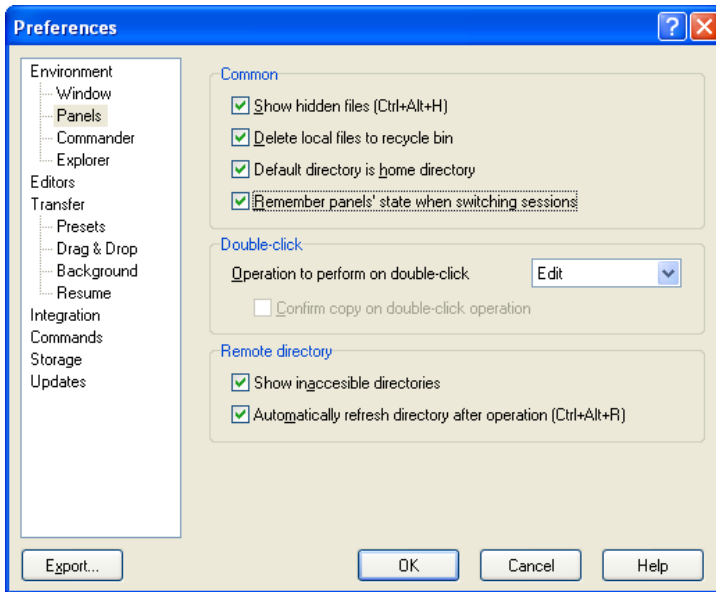 Preferences
Environment
Window
Panels
Commander
Explorer
Editors
Transfer
Presets
Drag & Drop
Background
Resume
Integration
Commands
Storage
Updates
Common
Show hidden files (Ctrl+Alt+H)
Delete local files to recycle bin
Default directory is home directory
Remember panels' state when switching sessions
Double-click
Operation to perform on double-click Edit
Confirm copy on double-click operation
Remote directory
Show inaccesible directories
Automatically refresh directory after operation (Ctrl+Alt+R)
Export... OK Cancel Help